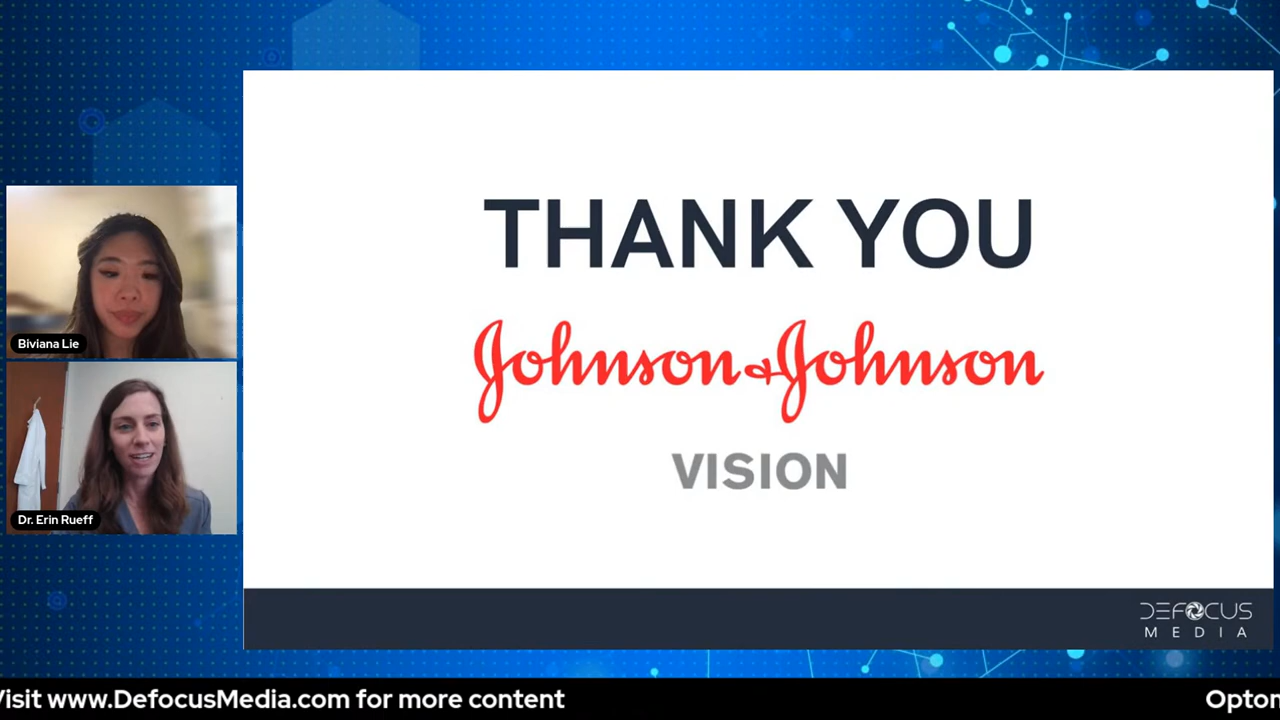 THANK YOU
Johnson & Johnson
VISION
Biviana Lie
Dr. Erin Rueff
DEFOCUS
MEDIA
Visit www.DefocusMedia.com for more content